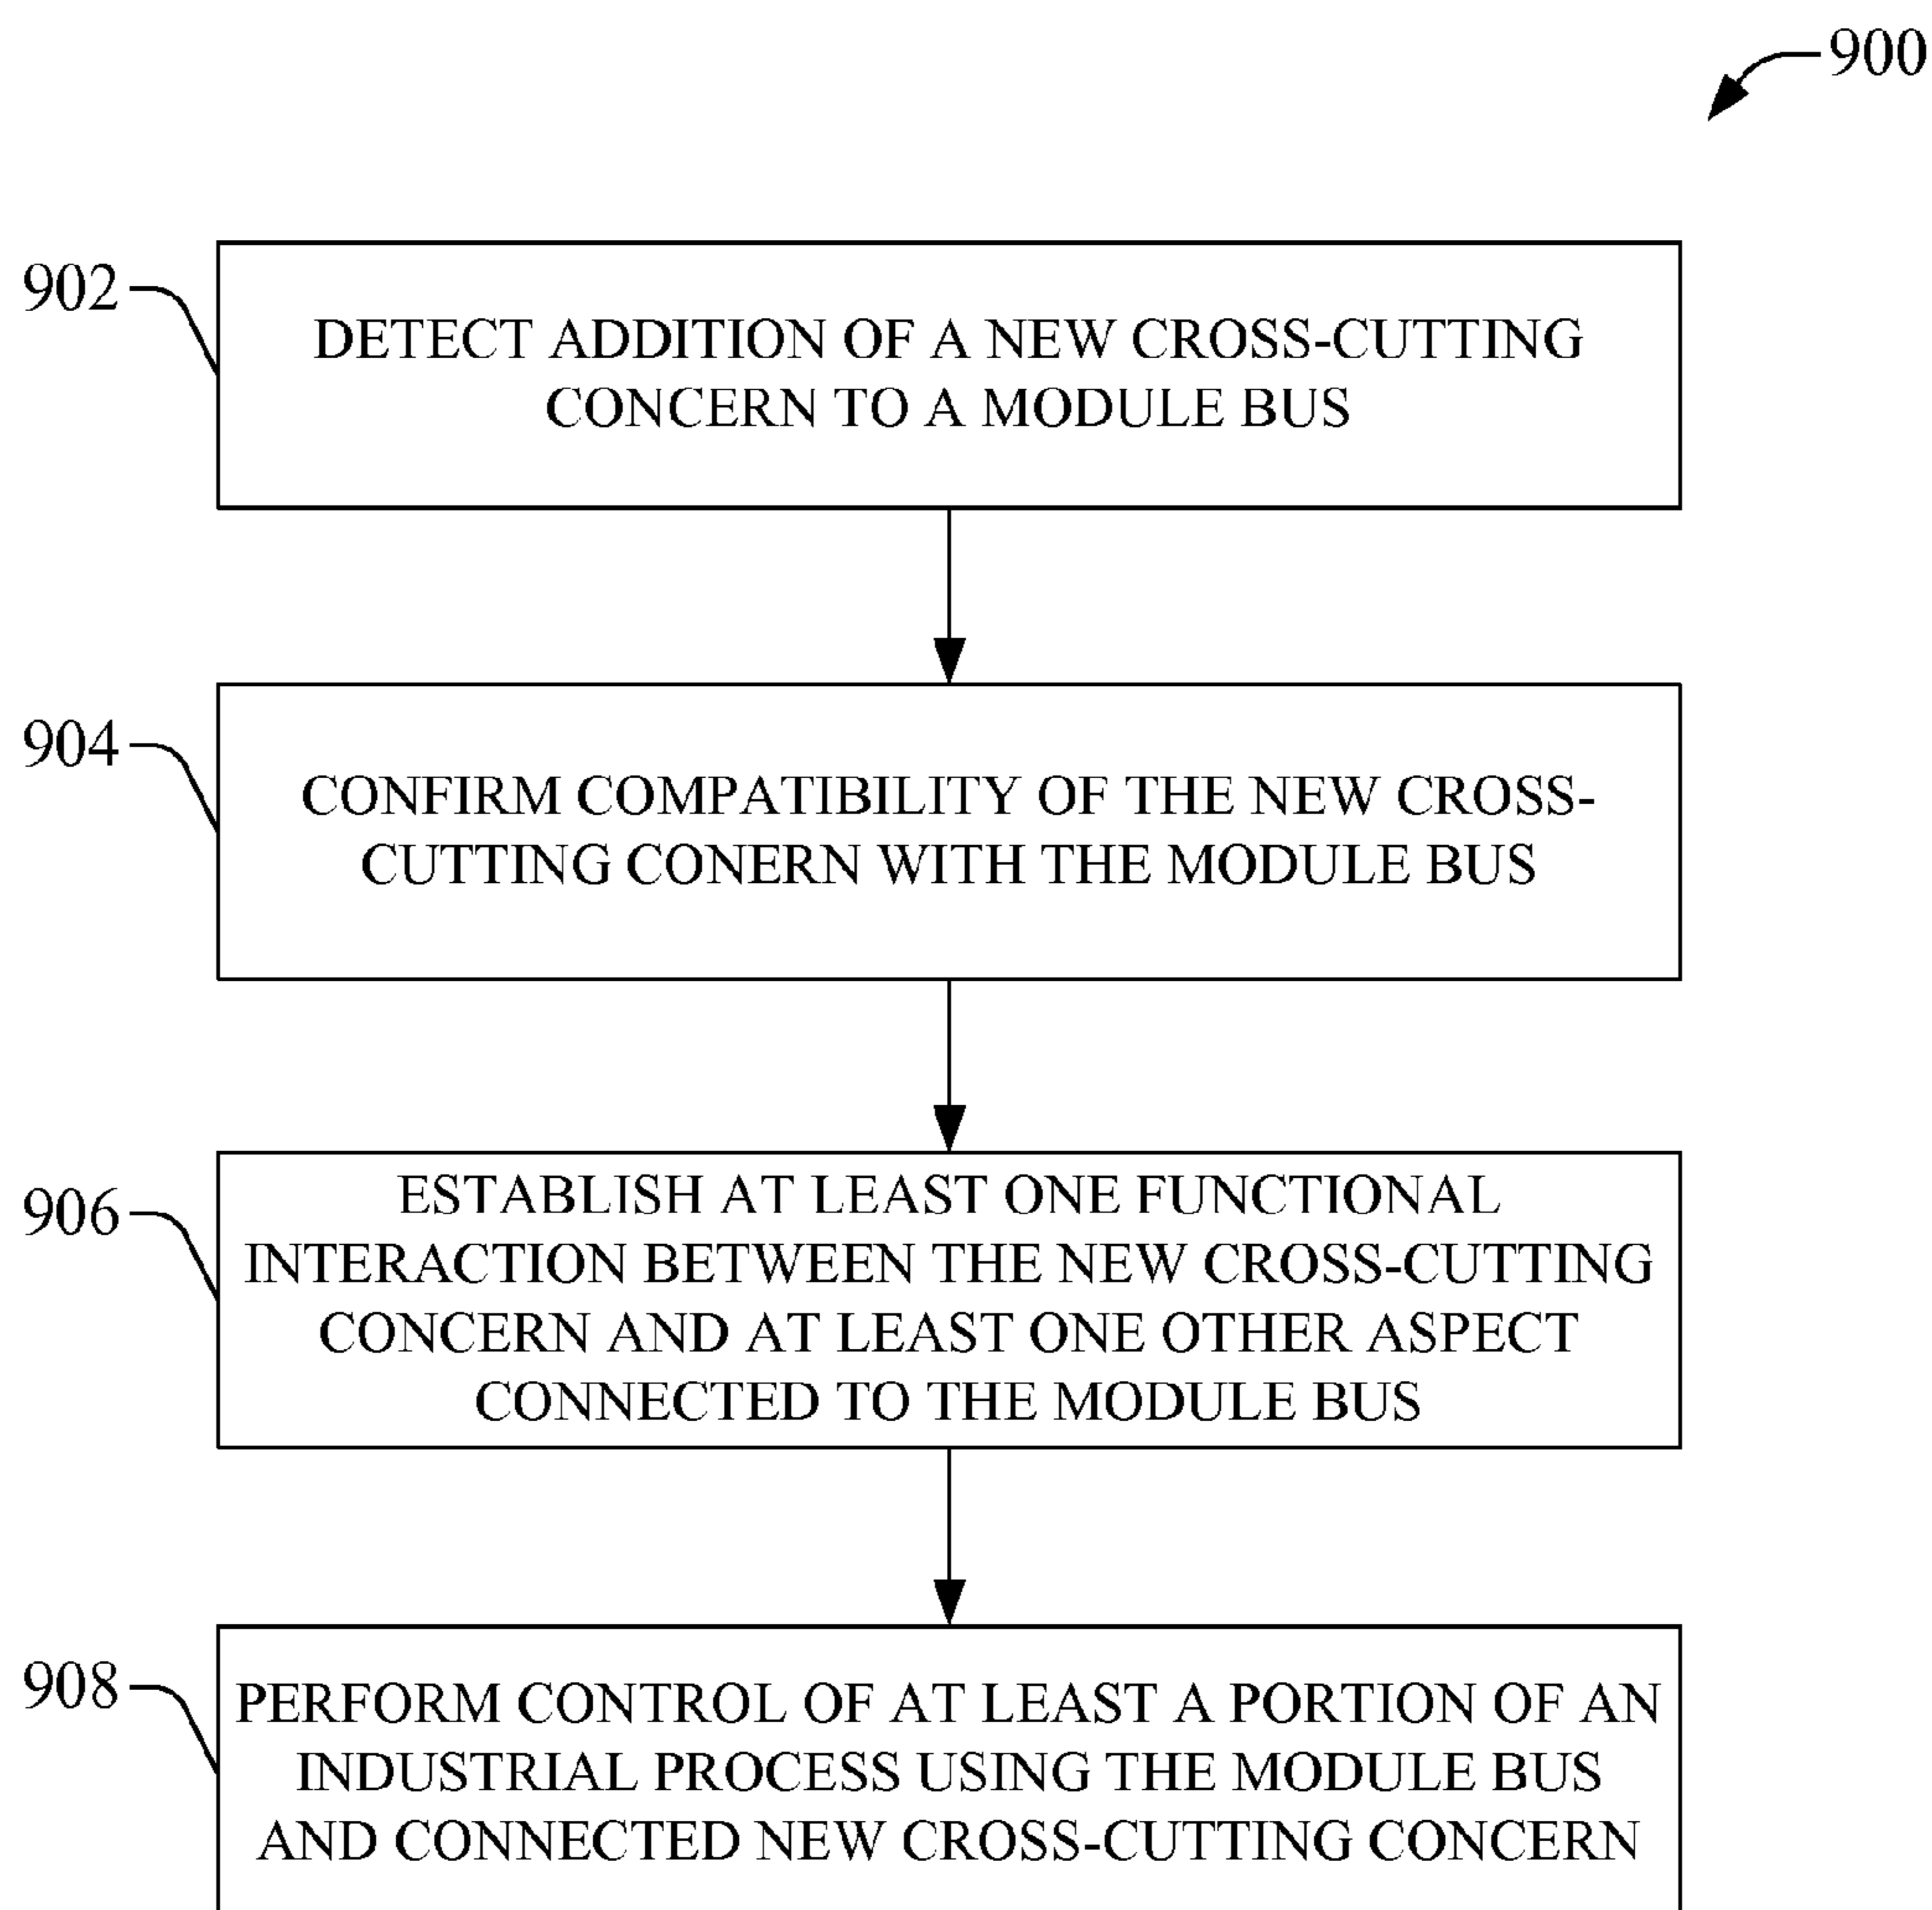 900
902
DETECT ADDITION OF A NEW CROSS-CUTTING
CONCERN TO A MODULE BUS
904
CONFIRM COMPATIBILITY OF THE NEW CROSS-
CUTTING CONERN WITH THE MODULE BUS
906
ESTABLISH AT LEAST ONE FUNCTIONAL
INTERACTION BETWEEN THE NEW CROSS-CUTTING
CONCERN AND AT LEAST ONE OTHER ASPECT
CONNECTED TO THE MODULE BUS
908
PERFORM CONTROL OF AT LEAST A PORTION OF AN
INDUSTRIAL PROCESS USING THE MODULE BUS
AND CONNECTED NEW CROSS-CUTTING CONCERN